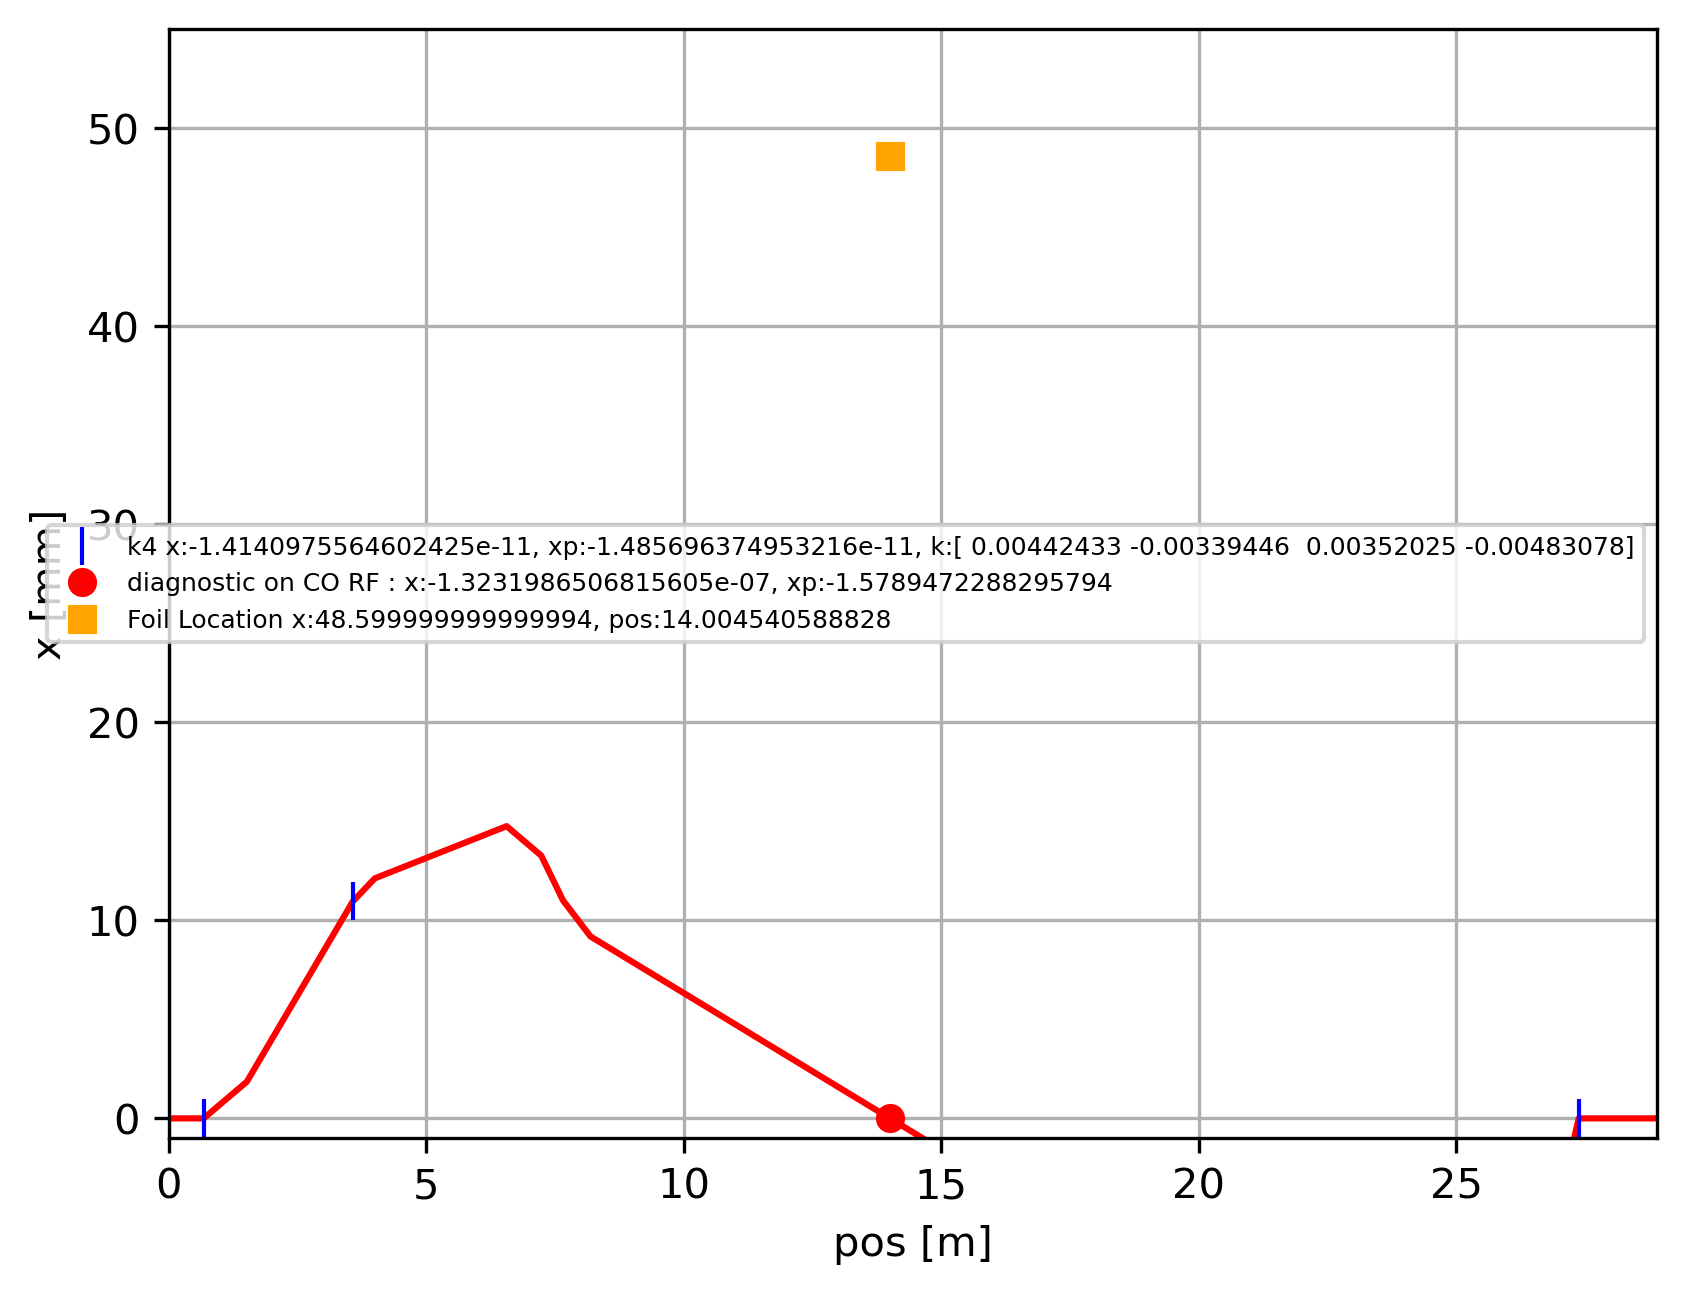 50
40
30
x [mm]
k4 x:-1.4140975564602425e-11, xp:-1.485696374953216e-11, k:[ 0.00442433 -0.00339446  0.00352025 -0.00483078]
diagnostic on CO RF : x:-1.3231986506815605e-07, xp:-1.5789472288295794
Foil Location x:48.599999999999994, pos:14.004540588828
20
10
0
0 5 10 15 20 25
pos [m]